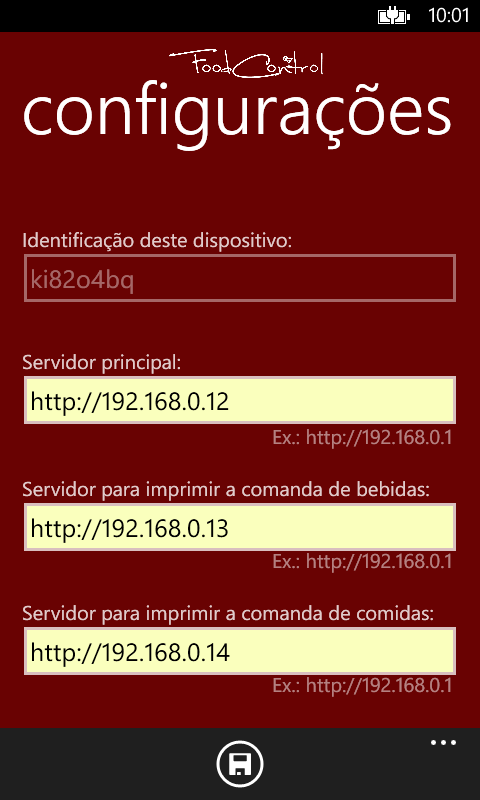 10:01
FoodControl
configurações
Identificação deste dispositivo:
ki82o4bq
Servidor principal:
http://192.168.0.12
Ex.: http://192.168.0.1
Servidor para imprimir a comanda de bebidas:
http://192.168.0.13
Ex.: http://192.168.0.1
Servidor para imprimir a comanda de comidas:
http://192.168.0.14
Ex.: http://192.168.0.1